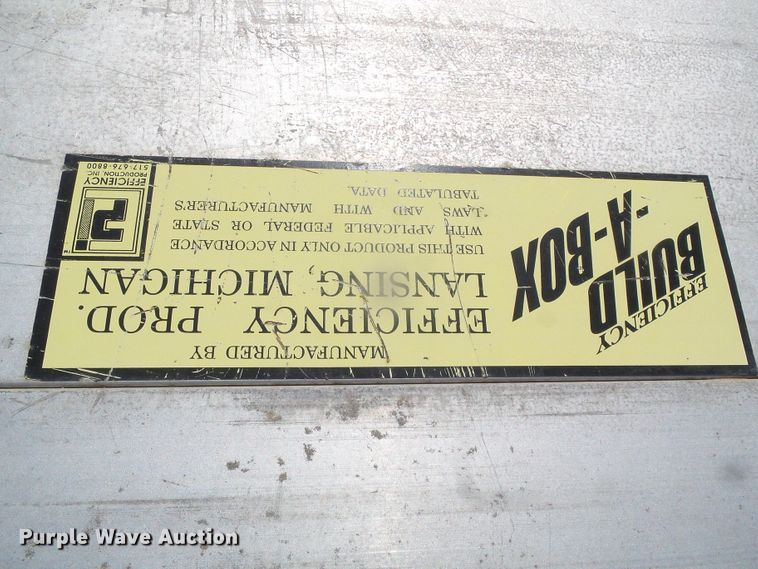 EFFICIENCY
BUILD
-A-BOX
MANUFACTURED BY
EFFICIENCY PROD.
LANSING, MICHIGAN
USE THIS PRODUCT ONLY IN ACCORDANCE
WITH APPLICABLE FEDERAL OR STATE
LAWS AND WITH MANUFACTURER'S
TABULATED DATA.
TM
EFFICIENCY
PRODUCTION, INC.
517-676-8800
Purple Wave Auction